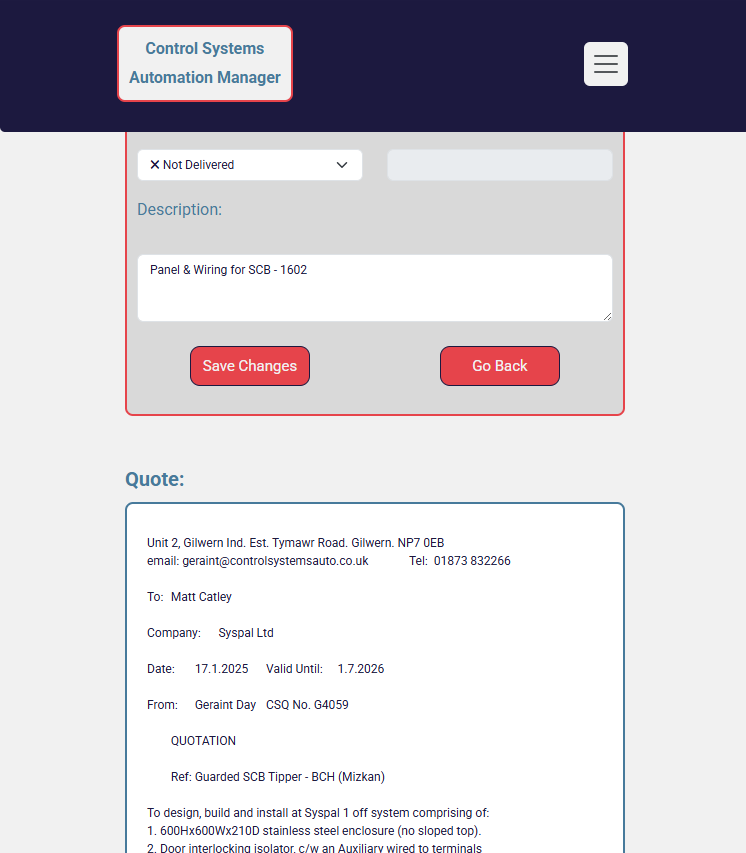 Control Systems
Automation Manager
✕ Not Delivered
Description:
Panel & Wiring for SCB - 1602
Save Changes
Go Back
Quote:
Unit 2, Gilwern Ind. Est. Tymawr Road. Gilwern. NP7 0EB
email: geraint@controlsystemsauto.co.uk Tel: 01873 832266
To: Matt Catley
Company: Syspal Ltd
Date: 17.1.2025 Valid Until: 1.7.2026
From: Geraint Day CSQ No. G4059
QUOTATION
Ref: Guarded SCB Tipper - BCH (Mizkan)
To design, build and install at Syspal 1 off system comprising of:
1. 600Hx600Wx210D stainless steel enclosure (no sloped top).
2. Door interlocking isolator, c/w an Auxiliary wired to terminals